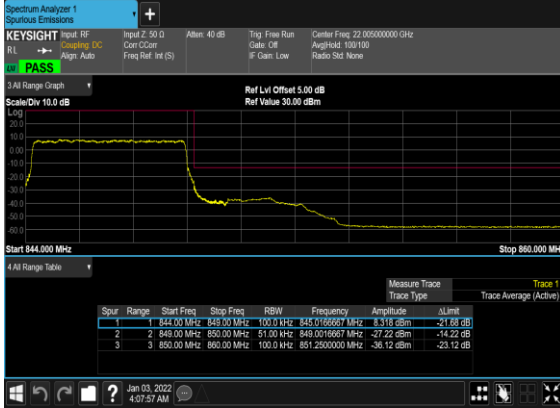 Spectrum Analyzer 1
Spurious Emissions
+
KEYSIGHT Input: RF Input Z: 50 Ω Atten: 40 dB Trig: Free Run Center Freq: 22.005000000 GHz
RL Coupling: DC Corr CCorr Gate: Off Avg|Hold: 100/100
Align: Auto Freq Ref: Int (S) IF Gain: Low Radio Std: None
PASS
3 All Range Graph
Ref Lvl Offset 5.00 dB
Scale/Div 10.0 dB Ref Value 30.00 dBm
Log
20.0
10.0
0.00
-10.0
-20.0
-30.0
-40.0
-50.0
-60.0
Start 844.000 MHz Stop 860.000 MH
4 All Range Table
Measure Trace Trace 1
Trace Type Trace Average (Active)
Spur Range Start Freq Stop Freq RBW Frequency Amplitude ΔLimit
1 1 844.00 MHz 849.00 MHz 100.0 kHz 845.0166667 MHz 8.318 dBm -21.68 dB
2 2 849.00 MHz 850.00 MHz 51.00 kHz 849.0016667 MHz -27.22 dBm -14.22 dB
3 3 850.00 MHz 860.00 MHz 100.0 kHz 851.2500000 MHz -36.12 dBm -23.12 dB
? Jan 03, 2022
4:07:57 AM